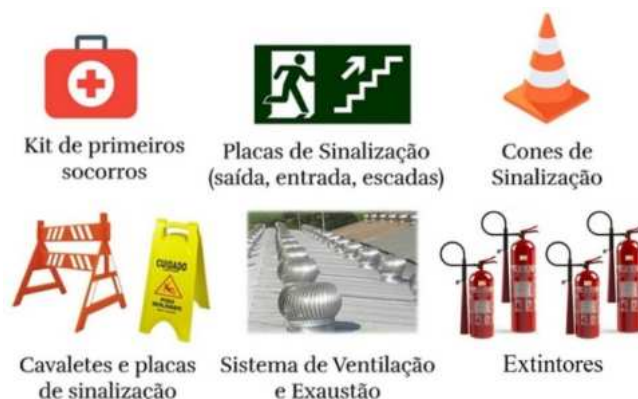 Kit de primeiros
socorros
Placas de Sinalização
(saída, entrada, escadas)
Cones de
Sinalização
CUIDADO
Cavaletes e placas
de sinalização
Sistema de Ventilação
e Exaustão
Extintores